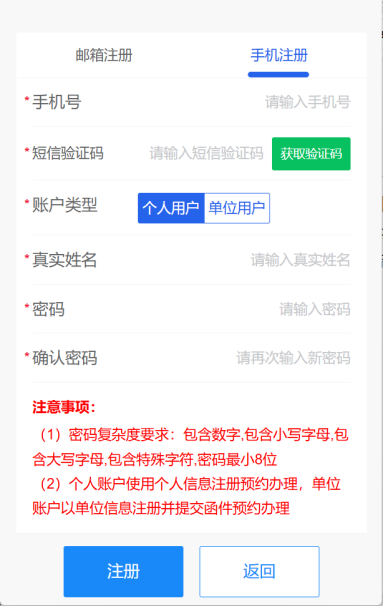 邮箱注册 手机注册
*手机号 请输入手机号
*短信验证码 请输入短信验证码 获取验证码
*账户类型 个人用户 单位用户
*真实姓名 请输入真实姓名
*密码 请输入密码
*确认密码 请再次输入新密码
注意事项：
（1）密码复杂度要求：包含数字,包含小写字母,包
含大写字母,包含特殊字符,密码最小8位
（2）个人账户使用个人信息注册预约办理，单位
账户以单位信息注册并提交函件预约办理
注册 返回